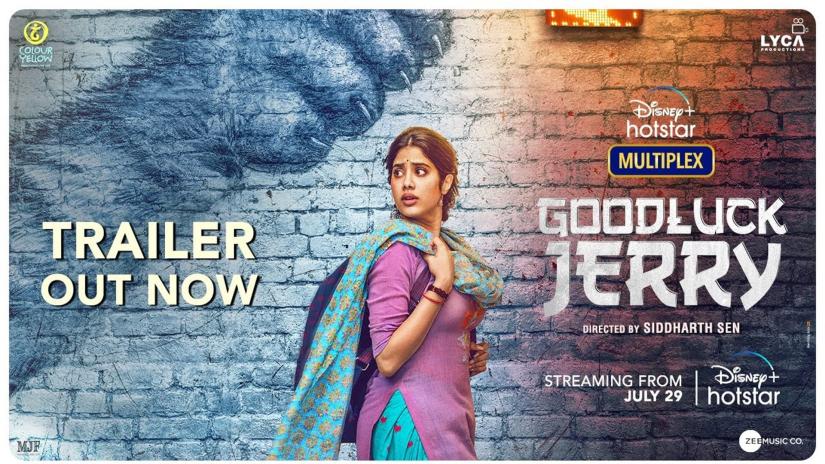 COLOUR
YELLOW
LYCA
PRODUCTIONS
Disney+
hotstar
MULTIPLEX
TRAILER
OUT NOW
GOODLUCK
JERRY
DIRECTED BY SIDDHARTH SEN
STREAMING FROM
JULY 29
Disney+
hotstar
MJF
ZEE MUSIC CO.